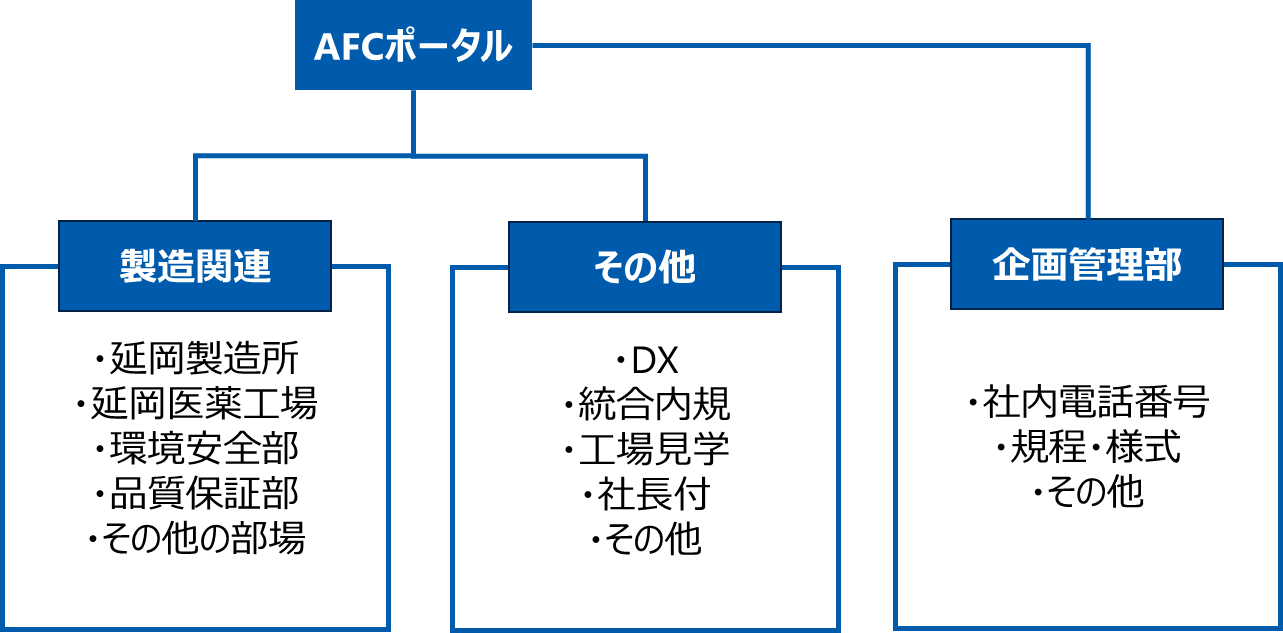 AFCポータル
製造関連
・延岡製造所
・延岡医薬工場
・環境安全部
・品質保証部
・その他の部場
その他
・DX
・統合内規
・工場見学
・社長付
・その他
企画管理部
・社内電話番号
・規程・様式
・その他